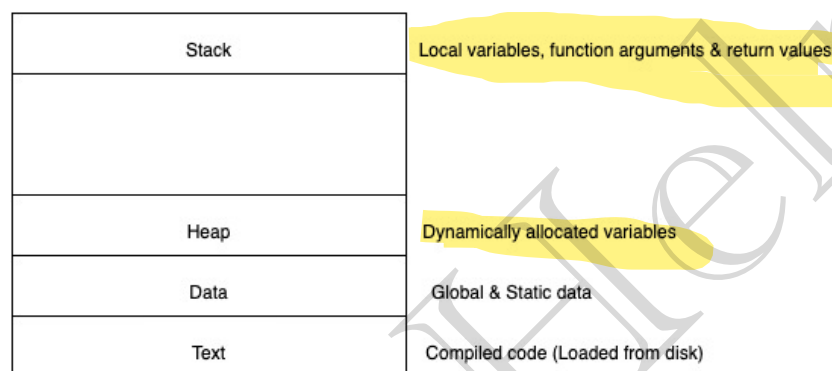 Stack Local variables, function arguments & return values
Heap Dynamically allocated variables
Data Global & Static data
Text Compiled code (Loaded from disk)